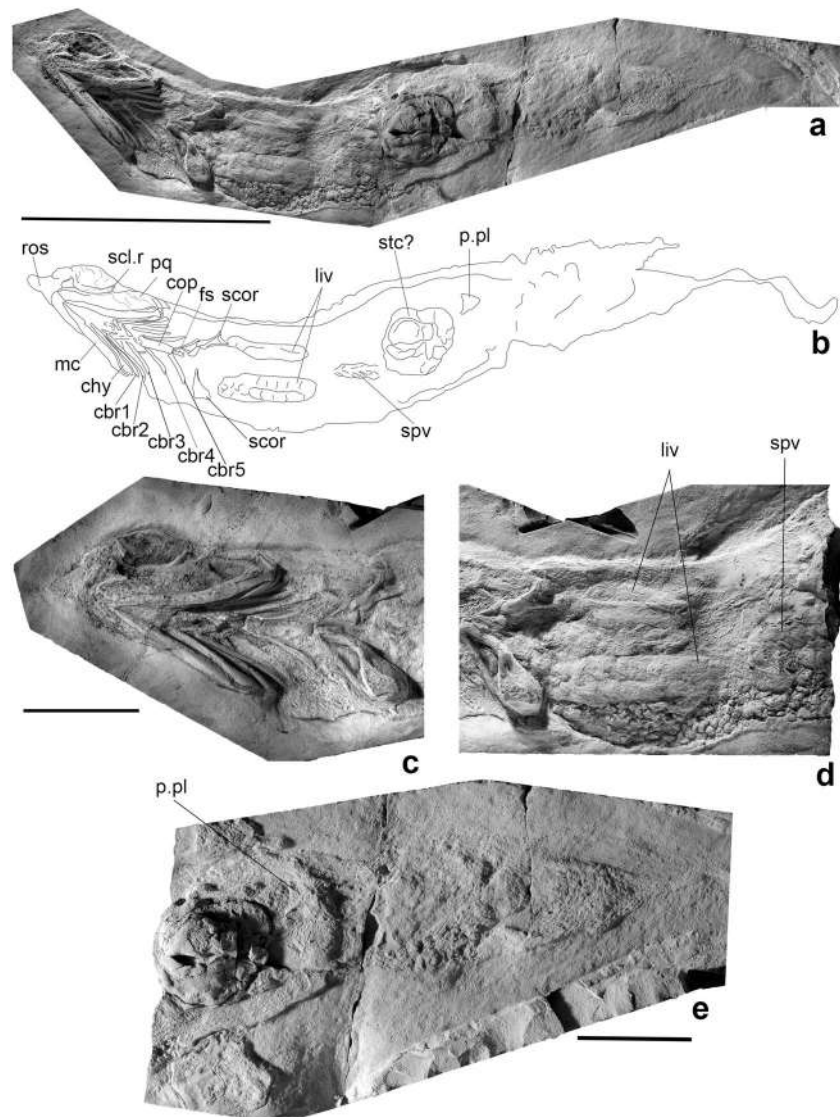 a
ros
scl.r
pq
cop
fs
scor
liv
stc?
p.pl
mc
chy
cbr1
cbr2
cbr3
cbr4
cbr5
scor
spv
b
liv
spv
c
d
p.pl
e